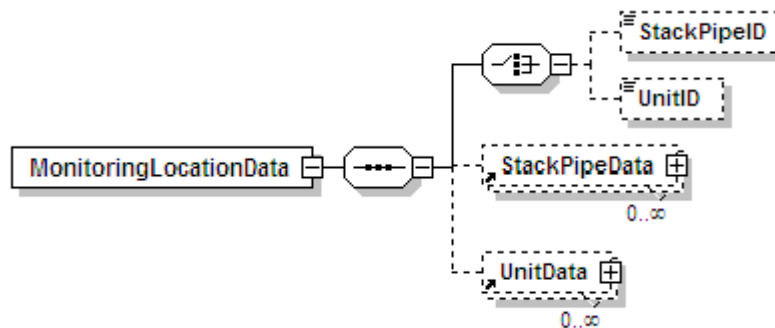 StackPipeID
UnitID
MonitoringLocationData
StackPipeData
0..∞
UnitData
0..∞